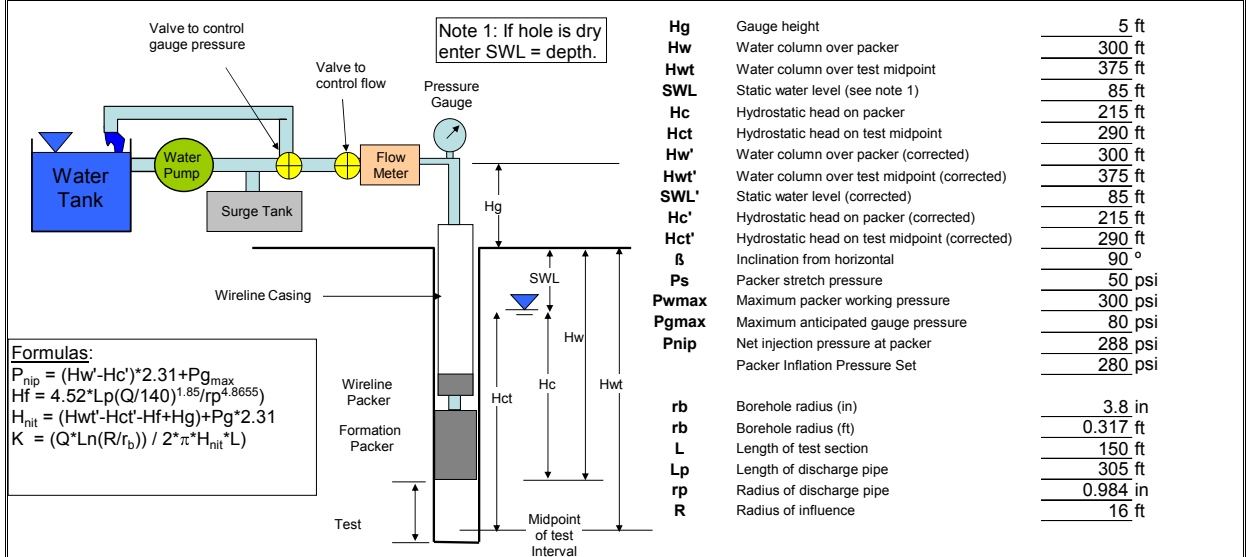 Valve to control
gauge pressure
Note 1: If hole is dry
enter SWL = depth.
Valve to
control flow
Pressure
Gauge
Water
Tank
Water
Pump
Surge Tank
Flow
Meter
Hg
SWL
Wireline Casing
Hw
Hc
Hct
Hwt
Wireline
Packer
Formation
Packer
Test
Midpoint
of test
Interval
Formulas:
Pnip = (Hw'-Hc')*2.31+Pgmax
Hf = 4.52*Lp(Q/140)^1.85/rp^4.8655)
Hnit = (Hwt'-Hct'-Hf+Hg)+Pg*2.31
K = (Q*Ln(R/rb)) / 2*π*Hnit*L)
Hg Gauge height 5 ft
Hw Water column over packer 300 ft
Hwt Water column over test midpoint 375 ft
SWL Static water level (see note 1) 85 ft
Hc Hydrostatic head on packer 215 ft
Hct Hydrostatic head on test midpoint 290 ft
Hw' Water column over packer (corrected) 300 ft
Hwt' Water column over test midpoint (corrected) 375 ft
SWL' Static water level (corrected) 85 ft
Hc' Hydrostatic head on packer (corrected) 215 ft
Hct' Hydrostatic head on test midpoint (corrected) 290 ft
ß Inclination from horizontal 90 º
Ps Packer stretch pressure 50 psi
Pwmax Maximum packer working pressure 300 psi
Pgmax Maximum anticipated gauge pressure 80 psi
Pnip Net injection pressure at packer 288 psi
Packer Inflation Pressure Set 280 psi
rb Borehole radius (in) 3.8 in
rb Borehole radius (ft) 0.317 ft
L Length of test section 150 ft
Lp Length of discharge pipe 305 ft
rp Radius of discharge pipe 0.984 in
R Radius of influence 16 ft